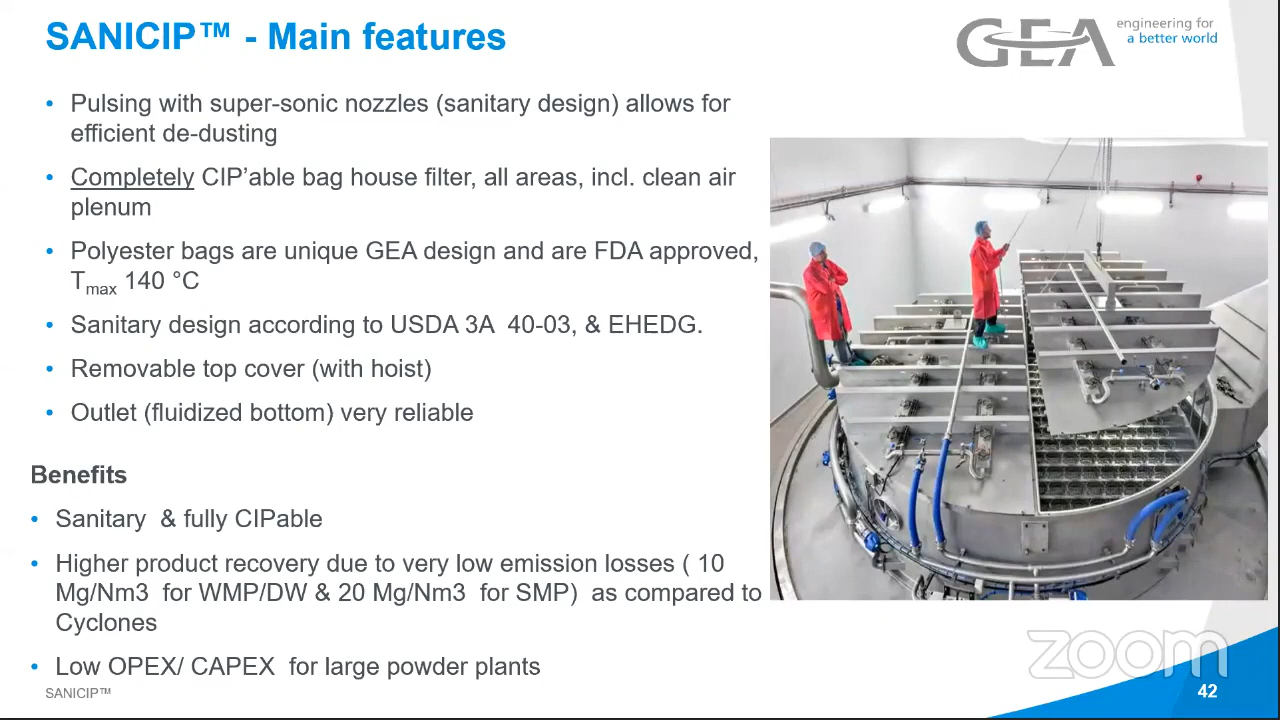 SANICIP™ - Main features
GEA
engineering for
a better world
• Pulsing with super-sonic nozzles (sanitary design) allows for
efficient de-dusting
• Completely CIP’able bag house filter, all areas, incl. clean air
plenum
• Polyester bags are unique GEA design and are FDA approved,
Tmax 140 °C
• Sanitary design according to USDA 3A  40-03, & EHEDG.
• Removable top cover (with hoist)
• Outlet (fluidized bottom) very reliable
Benefits
• Sanitary  & fully CIPable
• Higher product recovery due to very low emission losses ( 10
Mg/Nm3  for WMP/DW & 20 Mg/Nm3  for SMP)  as compared to
Cyclones
• Low OPEX/ CAPEX  for large powder plants
SANICIP™
zoom
42